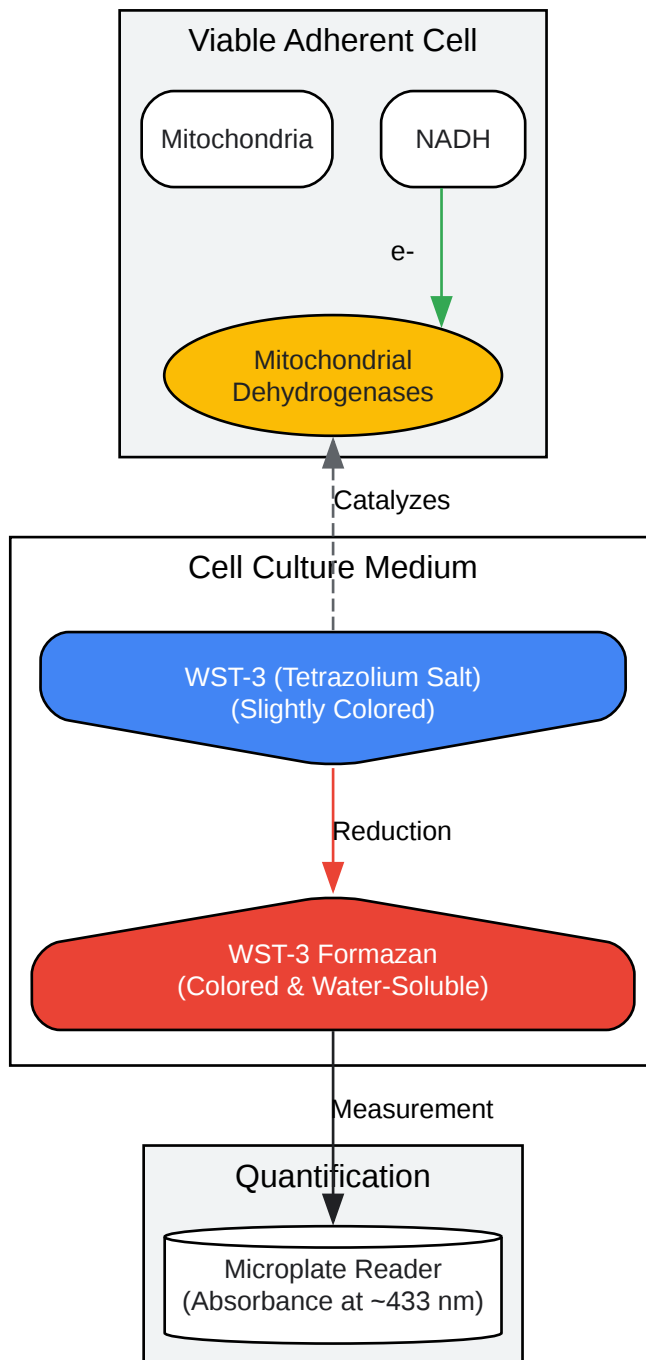 Viable Adherent Cell
Mitochondria
NADH
e-
Mitochondrial
Dehydrogenases
Catalyzes
Cell Culture Medium
WST-3 (Tetrazolium Salt)
(Slightly Colored)
Reduction
WST-3 Formazan
(Colored & Water-Soluble)
Measurement
Quantification
Microplate Reader
(Absorbance at ~433 nm)